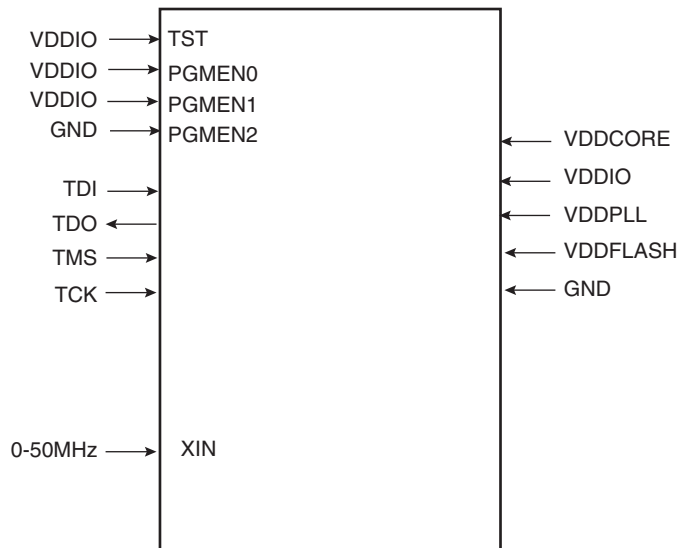 VDDIO TST
VDDIO PGMEN0
VDDIO PGMEN1
GND PGMEN2
VDDCORE
VDDIO
TDI
VDDPLL
TDO
VDDFLASH
TMS
GND
TCK
0-50MHz XIN